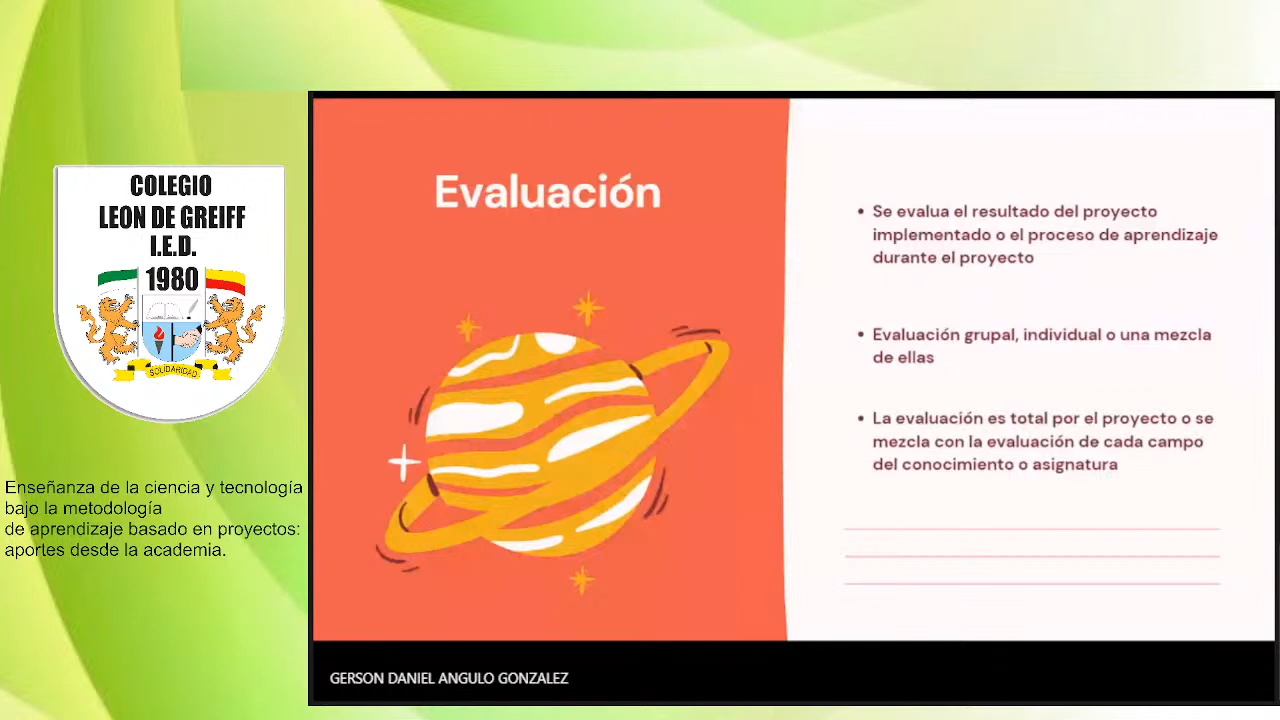 COLEGIO
LEON DE GREIFF
I.E.D.
1980
SOLIDARIDAD
Enseñanza de la ciencia y tecnología
bajo la metodología
de aprendizaje basado en proyectos:
aportes desde la academia.
Evaluación
• Se evalua el resultado del proyecto
implementado o el proceso de aprendizaje
durante el proyecto
• Evaluación grupal, individual o una mezcla
de ellas
• La evaluación es total por el proyecto o se
mezcla con la evaluación de cada campo
del conocimiento o asignatura
GERSON DANIEL ANGULO GONZALEZ